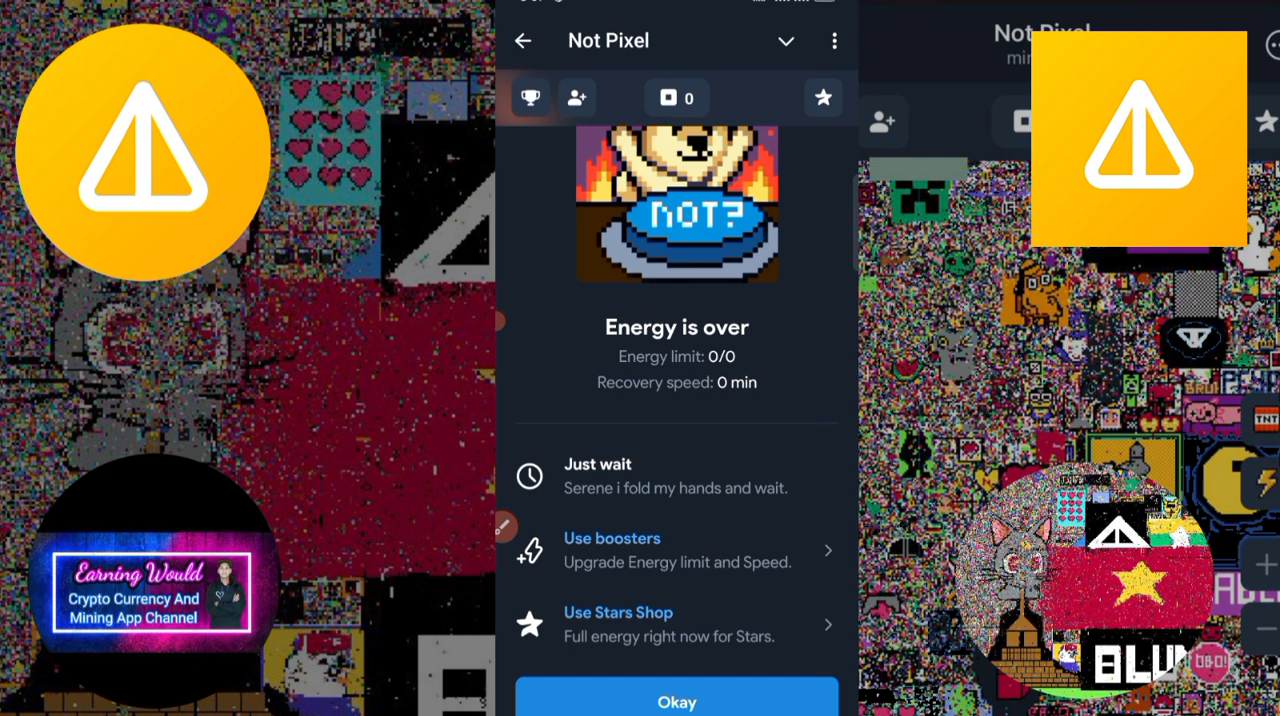 Not Pixel
0
NOT?
Energy is over
Energy limit: 0/0
Recovery speed: 0 min
Just wait
Serene i fold my hands and wait.
Use boosters
Upgrade Energy limit and Speed.
Use Stars Shop
Full energy right now for Stars.
Okay
Earning Would
Crypto Currency And
Mining App Channel
Not Pixel
TNT